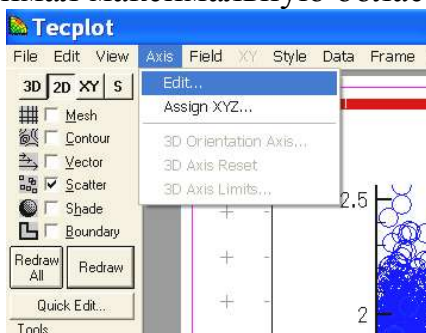 Tecplot
File Edit View Axis Field XY Style Data Frame
3D 2D XY S
Edit...
Assign XYZ...
3D Orientation Axis...
3D Axis Reset
3D Axis Limits...
Mesh
Contour
Vector
Scatter
Shade
Boundary
Redraw All
Redraw
Quick Edit...
Tools
2.5
2